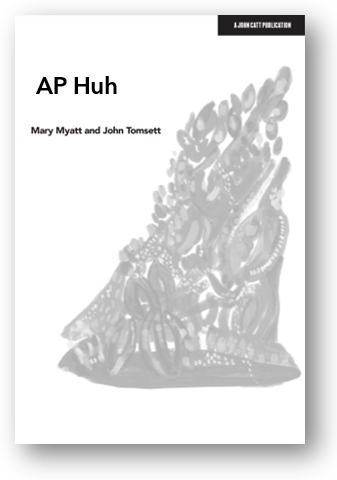 A JOHN CATT PUBLICATION
AP Huh
Mary Myatt and John Tomsett